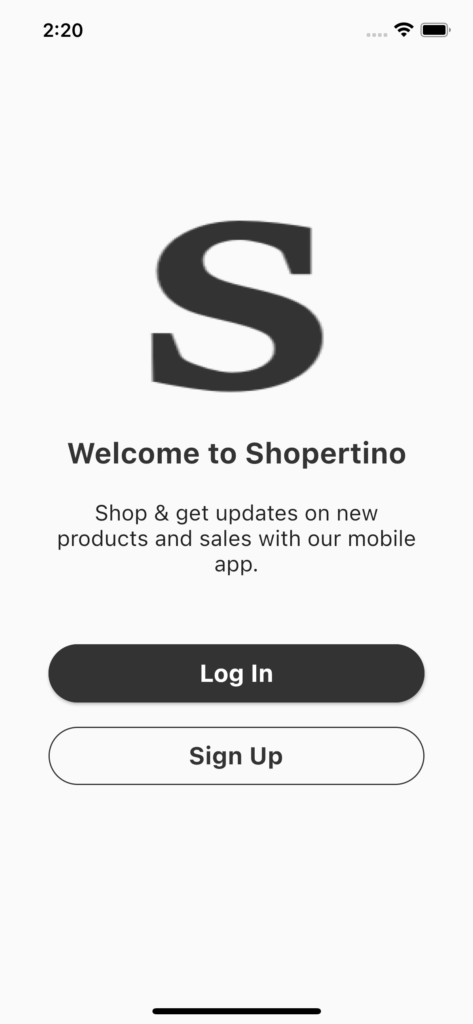 2:20
S
Welcome to Shopertino
Shop & get updates on new
products and sales with our mobile
app.
Log In
Sign Up